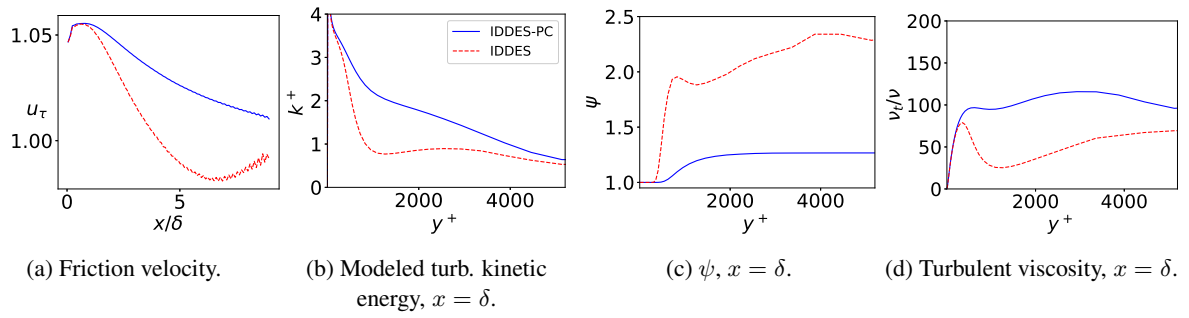 1.05
1.00
u_τ
0
5
x/δ
4
3
2
1
0
k⁺
2000
4000
y⁺
IDDES-PC
IDDES
2.5
2.0
1.5
1.0
ψ
2000
4000
y⁺
200
150
100
50
0
ν_t/ν
2000
4000
y⁺
(a) Friction velocity.
(b) Modeled turb. kinetic
energy, x = δ.
(c) ψ, x = δ.
(d) Turbulent viscosity, x = δ.